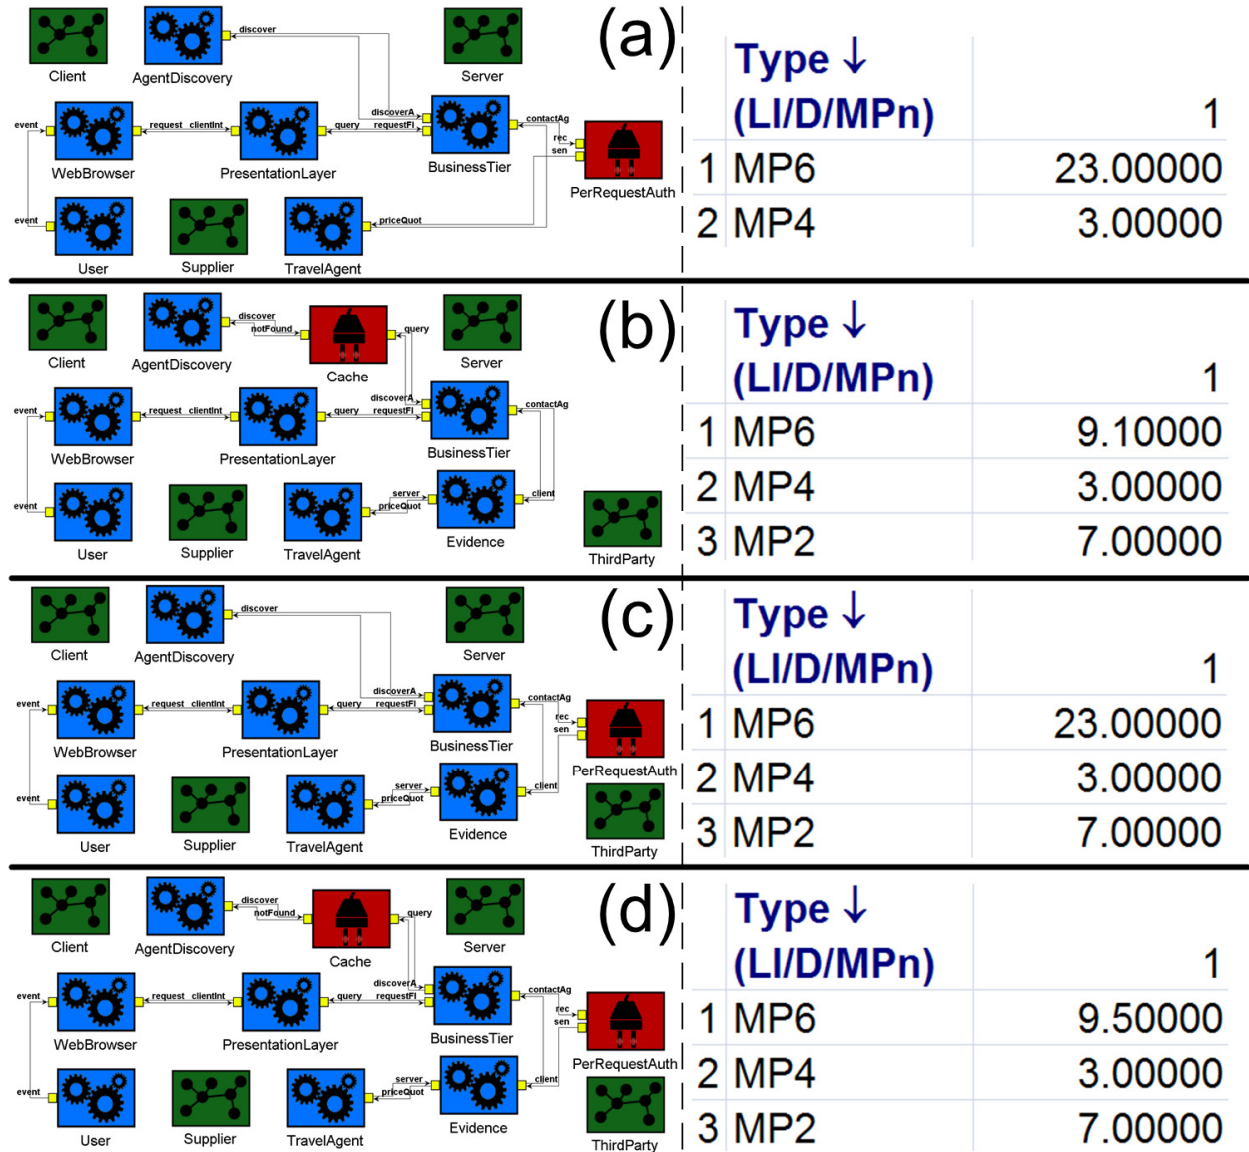 discover
(a)
Client
AgentDiscovery
Server
discoverA
contactAg
event
request clientInt
query requestFl
rec
sen
WebBrowser
PresentationLayer
BusinessTier
PerRequestAuth
event
priceQuot
User
Supplier
TravelAgent
Type ↓
(LI/D/MPn) 1
1 MP6 23.00000
2 MP4 3.00000
discover
notFound
query
(b)
Client
AgentDiscovery
Cache
Server
discoverA
contactAg
event
request clientInt
query requestFl
WebBrowser
PresentationLayer
BusinessTier
event
server
priceQuot
client
User
Supplier
TravelAgent
Evidence
ThirdParty
Type ↓
(LI/D/MPn) 1
1 MP6 9.10000
2 MP4 3.00000
3 MP2 7.00000
discover
(c)
Client
AgentDiscovery
Server
discoverA
contactAg
event
request clientInt
query requestFl
rec
sen
WebBrowser
PresentationLayer
BusinessTier
PerRequestAuth
event
server
priceQuot
client
User
Supplier
TravelAgent
Evidence
ThirdParty
Type ↓
(LI/D/MPn) 1
1 MP6 23.00000
2 MP4 3.00000
3 MP2 7.00000
discover
notFound
query
(d)
Client
AgentDiscovery
Cache
Server
discoverA
contactAg
event
request clientInt
query requestFl
rec
sen
WebBrowser
PresentationLayer
BusinessTier
PerRequestAuth
event
server
priceQuot
client
User
Supplier
TravelAgent
Evidence
ThirdParty
Type ↓
(LI/D/MPn) 1
1 MP6 9.50000
2 MP4 3.00000
3 MP2 7.00000